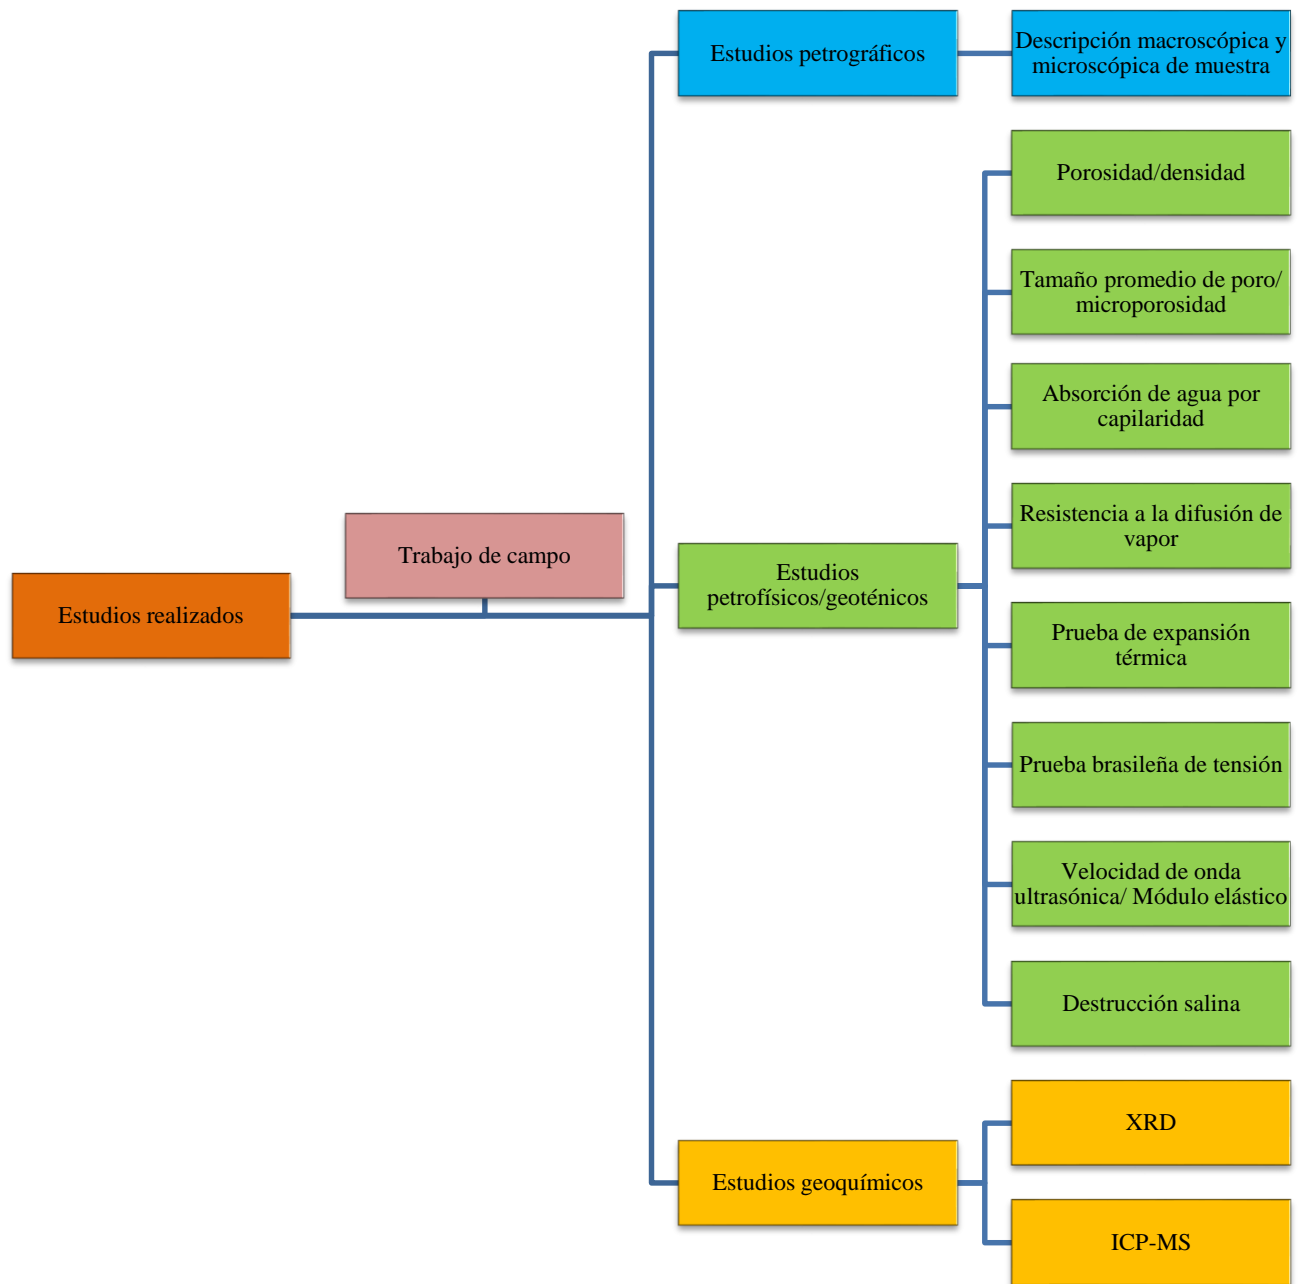 Estudios realizados
Trabajo de campo
Estudios petrográficos
Descripción macroscópica y
microscópica de muestra
Estudios
petrofísicos/geoténicos
Porosidad/densidad
Tamaño promedio de poro/
microporosidad
Absorción de agua por
capilaridad
Resistencia a la difusión de
vapor
Prueba de expansión
térmica
Prueba brasileña de tensión
Velocidad de onda
ultrasónica/ Módulo elástico
Destrucción salina
Estudios geoquímicos
XRD
ICP-MS